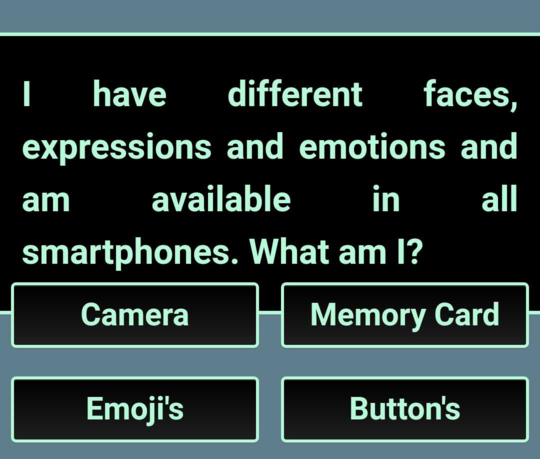 I have different faces,
expressions and emotions and
am available in all
smartphones. What am I?
Camera
Memory Card
Emoji's
Button's